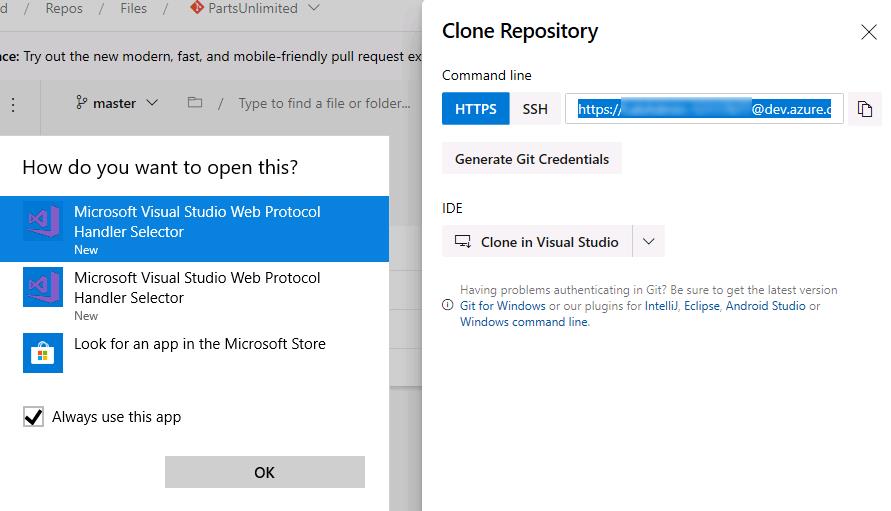 d / Repos / Files / PartsUnlimited
nce: Try out the new modern, fast, and mobile-friendly pull request ex
master / Type to find a file or folder...
How do you want to open this?
Microsoft Visual Studio Web Protocol
Handler Selector
New
Microsoft Visual Studio Web Protocol
Handler Selector
New
Look for an app in the Microsoft Store
Always use this app
OK
Clone Repository
Command line
HTTPS SSH https:// @dev.azure.c
Generate Git Credentials
IDE
Clone in Visual Studio
Having problems authenticating in Git? Be sure to get the latest version
Git for Windows or our plugins for IntelliJ, Eclipse, Android Studio or
Windows command line.